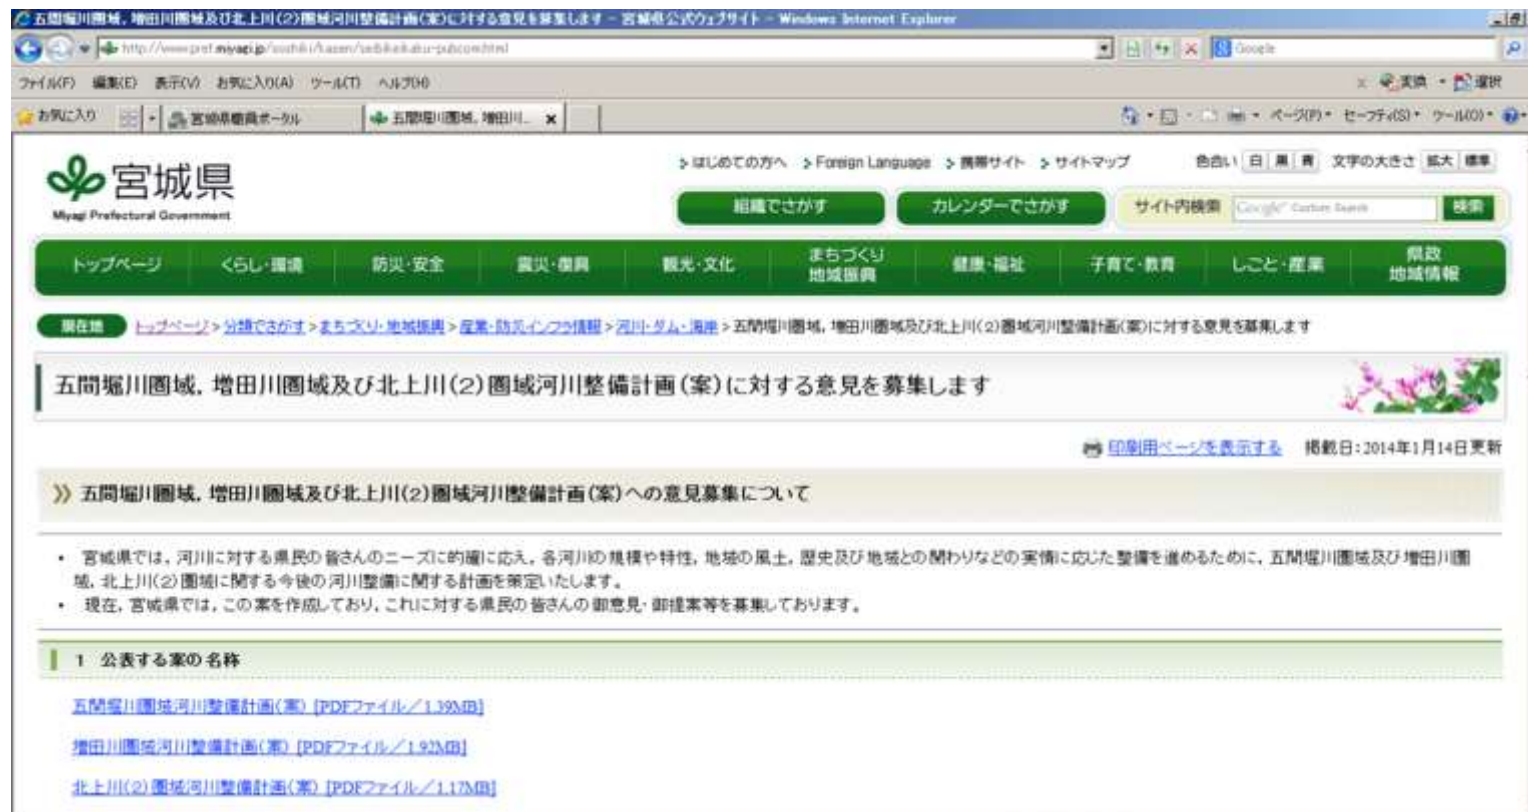 五間堀川圏域，増田川圏域及び北上川(2)圏域河川整備計画(案)に対する意見を募集します - 宮城県公式ウェブサイト - Windows Internet Explorer
Google
ファイル(F) 編集(E) 表示(V) お気に入り(A) ツール(T) ヘルプ(H)
変換 選択
お気に入り 宮城県職員ポータル 五間堀川圏域，増田川... ページ(P) セーフティ(S) ツール(O)
はじめての方へ Foreign Language 携帯サイト サイトマップ 色合い 白 黒 青 文字の大きさ 拡大 標準
宮城県
Miyagi Prefectural Government
組織でさがす カレンダーでさがす サイト内検索 Google Custom Search 検索
トップページ くらし・環境 防災・安全 震災・復興 観光・文化 まちづくり 地域振興 健康・福祉 子育て・教育 しごと・産業 県政 地域情報
現在地 トップページ > 分類でさがす > まちづくり・地域振興 > 産業・防災インフラ情報 > 河川・ダム・海岸 > 五間堀川圏域，増田川圏域及び北上川(2)圏域河川整備計画(案)に対する意見を募集します
五間堀川圏域，増田川圏域及び北上川(2)圏域河川整備計画(案)に対する意見を募集します
印刷用ページを表示する 掲載日：2014年1月14日更新
五間堀川圏域，増田川圏域及び北上川(2)圏域河川整備計画(案)への意見募集について
・ 宮城県では，河川に対する県民の皆さんのニーズに的確に応え，各河川の規模や特性，地域の風土，歴史及び地域との関わりなどの実情に応じた整備を進めるために，五間堀川圏域及び増田川圏
域，北上川(2)圏域に関する今後の河川整備に関する計画を策定いたします。
・ 現在，宮城県では，この案を作成しており，これに対する県民の皆さんの御意見・御提案等を募集しております。
1 公表する案の名称
五間堀川圏域河川整備計画(案) [PDFファイル／1.39MB]
増田川圏域河川整備計画(案) [PDFファイル／1.92MB]
北上川(2)圏域河川整備計画(案) [PDFファイル／1.17MB]